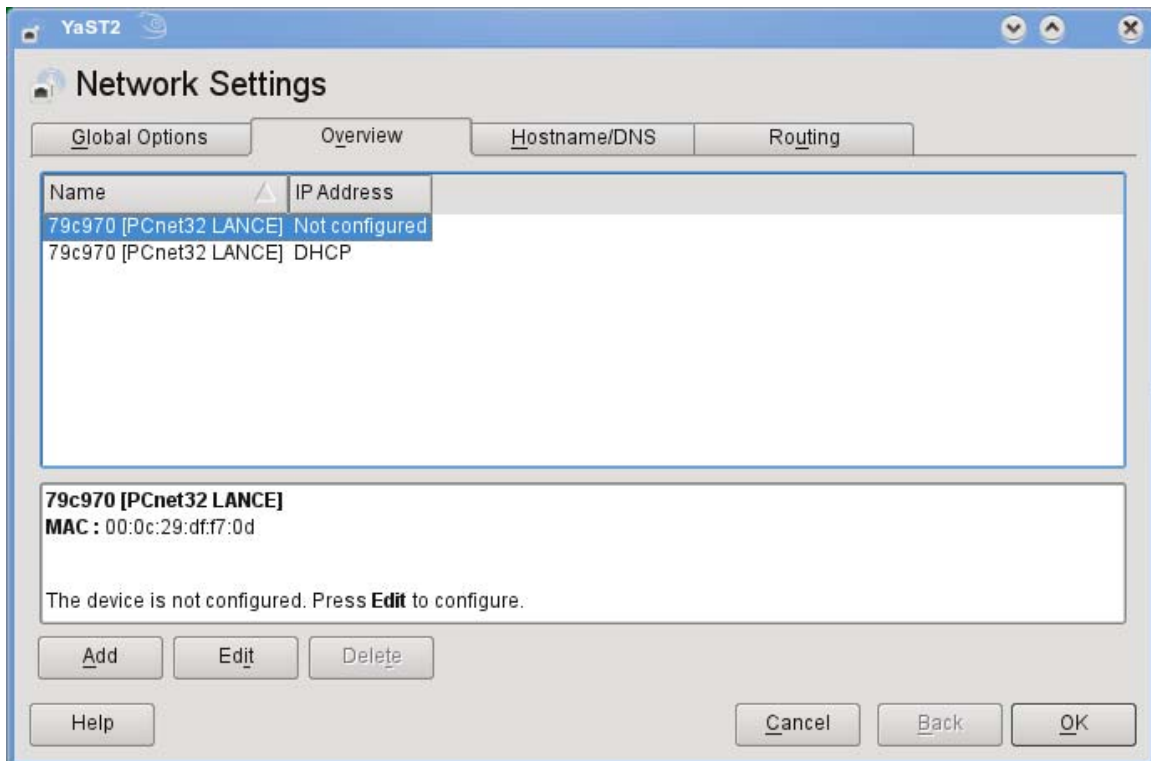 YaST2
Network Settings
Global Options Overview Hostname/DNS Routing
Name IP Address
79c970 [PCnet32 LANCE] Not configured
79c970 [PCnet32 LANCE] DHCP
79c970 [PCnet32 LANCE]
MAC : 00:0c:29:df:f7:0d
The device is not configured. Press Edit to configure.
Add Edit Delete
Help Cancel Back OK